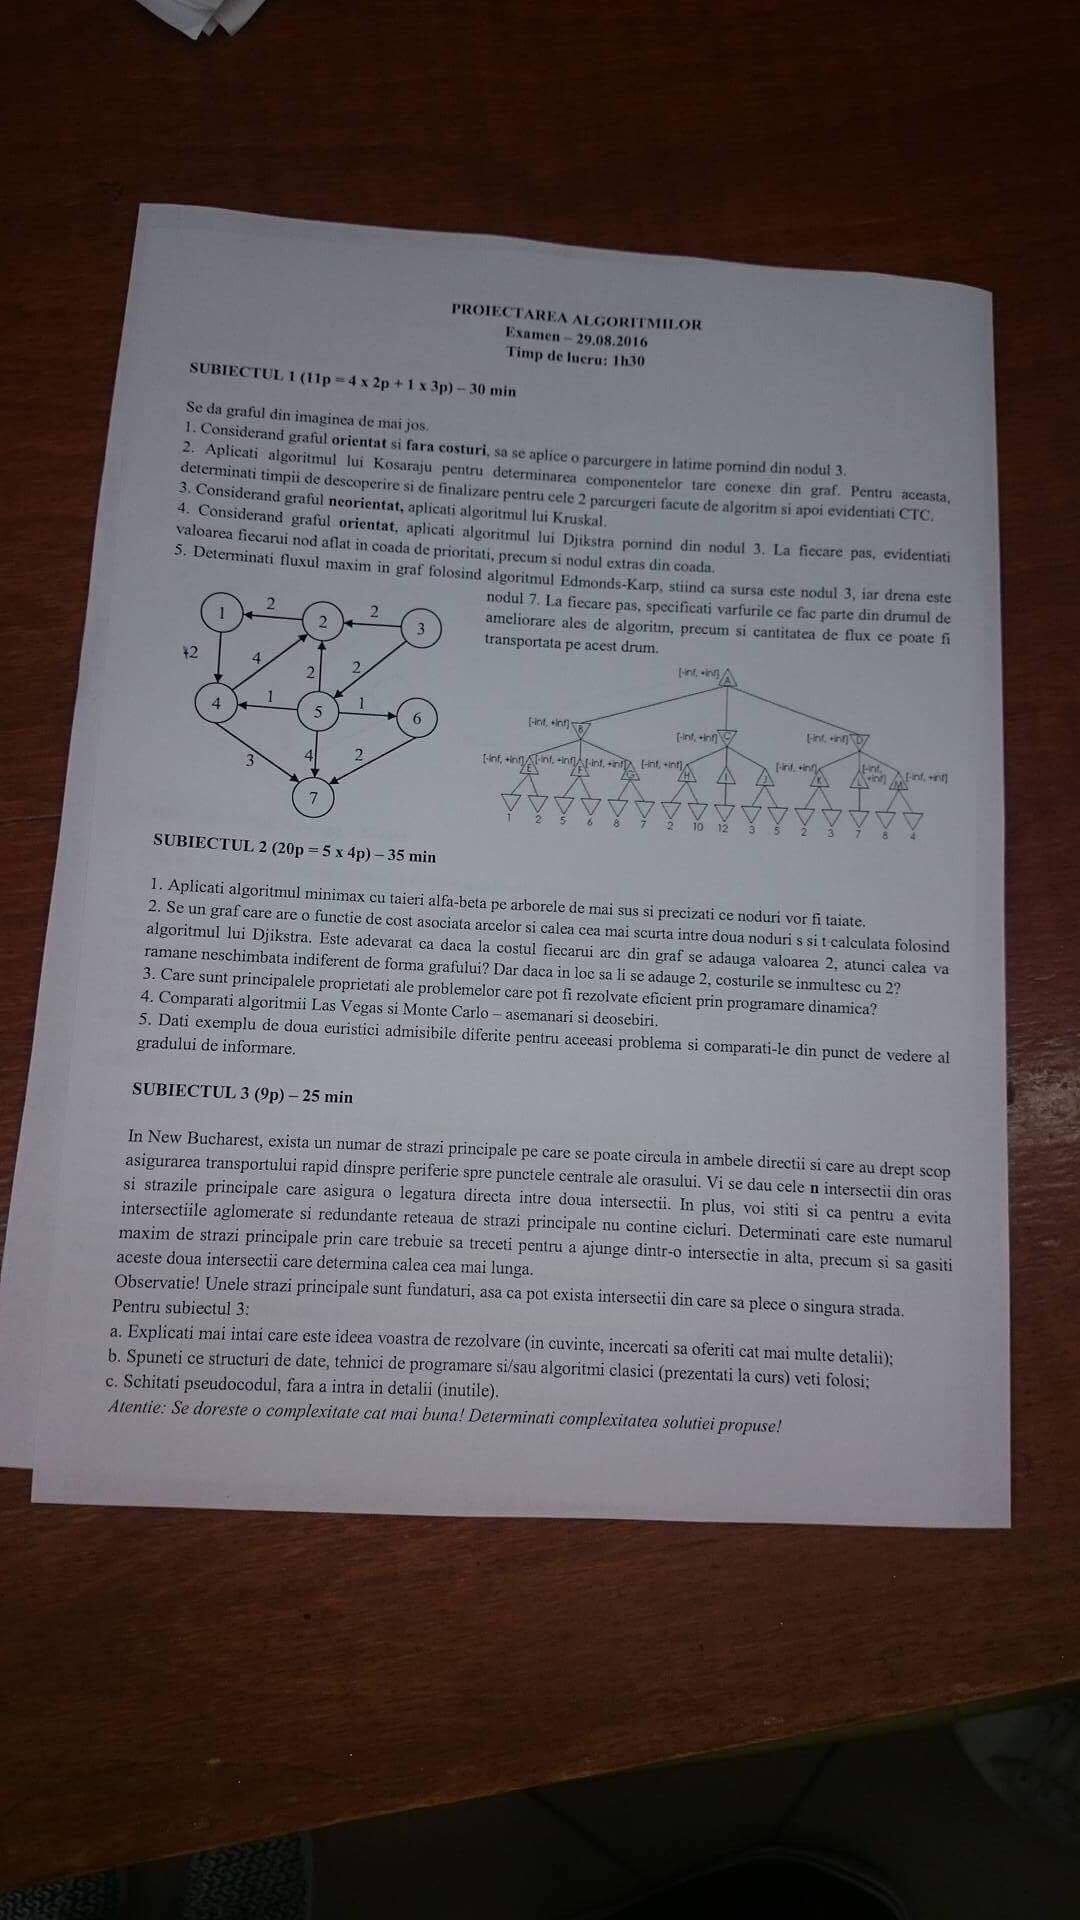 PROIECTAREA ALGORITMILOR
Examen – 29.08.2016
Timp de lucru: 1h30
SUBIECTUL 1 (11p = 4 x 2p + 1 x 3p) – 30 min
Se da graful din imaginea de mai jos.
1. Considerand graful orientat si fara costuri, sa se aplice o parcurgere in latime pornind din nodul 3.
2. Aplicati algoritmul lui Kosaraju pentru determinarea componentelor tare conexe din graf. Pentru aceasta,
determinati timpii de descoperire si de finalizare pentru cele 2 parcurgeri facute de algoritm si apoi evidentiati CTC.
3. Considerand graful neorientat, aplicati algoritmul lui Kruskal.
4. Considerand graful orientat, aplicati algoritmul lui Djikstra pornind din nodul 3. La fiecare pas, evidentiati
valoarea fiecarui nod aflat in coada de prioritati, precum si nodul extras din coada.
5. Determinati fluxul maxim in graf folosind algoritmul Edmonds-Karp, stiind ca sursa este nodul 3, iar drena este
nodul 7. La fiecare pas, specificati varfurile ce fac parte din drumul de
ameliorare ales de algoritm, precum si cantitatea de flux ce poate fi
transportata pe acest drum.
1 2 2 2 3
2 4 2 2
4 1 5 1 6
3 4 2
7
[-inf, +inf] A
[-inf, +inf] B [-inf, +inf] C [-inf, +inf] D
[-inf, +inf] E [-inf, +inf] F [-inf, +inf] G [-inf, +inf] H I J [-inf, +inf] K [-inf, +inf] L M [-inf, +inf]
1 2 5 6 8 7 2 10 12 3 5 2 3 7 8 4
SUBIECTUL 2 (20p = 5 x 4p) – 35 min
1. Aplicati algoritmul minimax cu taieri alfa-beta pe arborele de mai sus si precizati ce noduri vor fi taiate.
2. Se un graf care are o functie de cost asociata arcelor si calea cea mai scurta intre doua noduri s si t calculata folosind
algoritmul lui Djikstra. Este adevarat ca daca la costul fiecarui arc din graf se adauga valoarea 2, atunci calea va
ramane neschimbata indiferent de forma grafului? Dar daca in loc sa li se adauge 2, costurile se inmultesc cu 2?
3. Care sunt principalele proprietati ale problemelor care pot fi rezolvate eficient prin programare dinamica?
4. Comparati algoritmii Las Vegas si Monte Carlo – asemanari si deosebiri.
5. Dati exemplu de doua euristici admisibile diferite pentru aceeasi problema si comparati-le din punct de vedere al
gradului de informare.
SUBIECTUL 3 (9p) – 25 min
In New Bucharest, exista un numar de strazi principale pe care se poate circula in ambele directii si care au drept scop
asigurarea transportului rapid dinspre periferie spre punctele centrale ale orasului. Vi se dau cele n intersectii din oras
si strazile principale care asigura o legatura directa intre doua intersectii. In plus, voi stiti si ca pentru a evita
intersectiile aglomerate si redundante reteaua de strazi principale nu contine cicluri. Determinati care este numarul
maxim de strazi principale prin care trebuie sa treceti pentru a ajunge dintr-o intersectie in alta, precum si sa gasiti
aceste doua intersectii care determina calea cea mai lunga.
Observatie! Unele strazi principale sunt fundaturi, asa ca pot exista intersectii din care sa plece o singura strada.
Pentru subiectul 3:
a. Explicati mai intai care este ideea voastra de rezolvare (in cuvinte, incercati sa oferiti cat mai multe detalii);
b. Spuneti ce structuri de date, tehnici de programare si/sau algoritmi clasici (prezentati la curs) veti folosi;
c. Schitati pseudocodul, fara a intra in detalii (inutile).
Atentie: Se doreste o complexitate cat mai buna! Determinati complexitatea solutiei propuse!